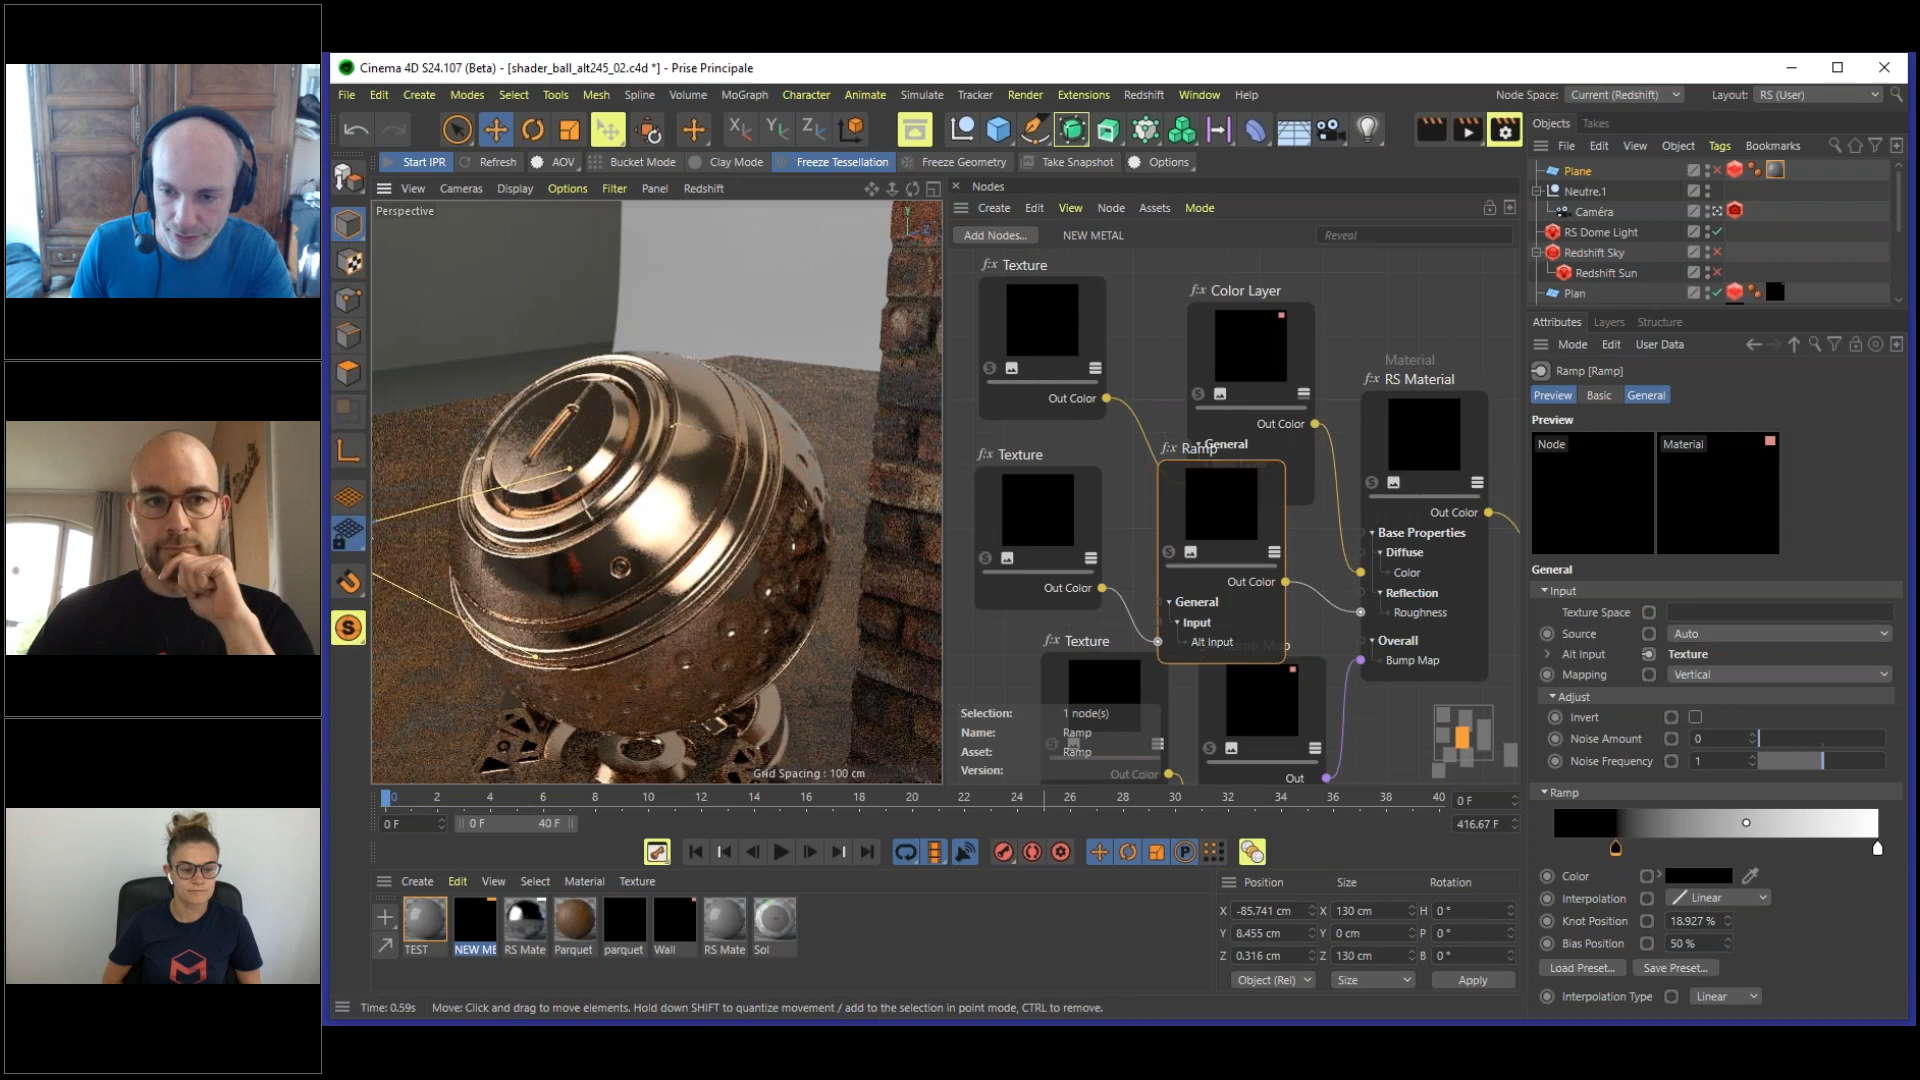 Cinema 4D S24.107 (Beta) - [shader_ball_alt245_02.c4d *] - Prise Principale
File Edit Create Modes Select Tools Mesh Spline Volume MoGraph Character Animate Simulate Tracker Render Extensions Redshift Window Help
Node Space: Current (Redshift) Layout: RS (User)
Start IPR Refresh AOV Bucket Mode Clay Mode Freeze Tessellation Freeze Geometry Take Snapshot Options
View Cameras Display Options Filter Panel Redshift
Perspective
Grid Spacing : 100 cm
Nodes
Create Edit View Node Assets Mode
Add Nodes... NEW METAL Reveal
f:x Texture
Out Color
f:x Texture
Out Color
f:x Texture
Out Color
f:x Color Layer
Out Color
General
f:x Ramp
Out Color
General
Input
Alt Input
Material
f:x RS Material
Out Color
Base Properties
Diffuse
Color
Reflection
Roughness
Overall
Bump Map
Out
Selection: 1 node(s)
Name: Ramp
Asset: Ramp
Version:
Objects Takes
File Edit View Object Tags Bookmarks
Plane
Neutre.1
Caméra
RS Dome Light
Redshift Sky
Redshift Sun
Plan
Attributes Layers Structure
Mode Edit User Data
Ramp [Ramp]
Preview Basic General
Preview
Node Material
General
Input
Texture Space
Source Auto
Alt Input Texture
Mapping Vertical
Adjust
Invert
Noise Amount 0
Noise Frequency 1
Ramp
Color
Interpolation Linear
Knot Position 18.927 %
Bias Position 50 %
Load Preset... Save Preset...
Interpolation Type Linear
0 2 4 6 8 10 12 14 16 18 20 22 24 26 28 30 32 34 36 38 40 0 F
0 F 0 F 40 F 416.67 F
Create Edit View Select Material Texture
TEST NEW ME RS Mate Parquet parquet Wall RS Mate Sol
Position Size Rotation
X -85.741 cm X 130 cm H 0 °
Y 8.455 cm Y 0 cm P 0 °
Z 0.316 cm Z 130 cm B 0 °
Object (Rel) Size Apply
Time: 0.59s Move: Click and drag to move elements. Hold down SHIFT to quantize movement / add to the selection in point mode, CTRL to remove.